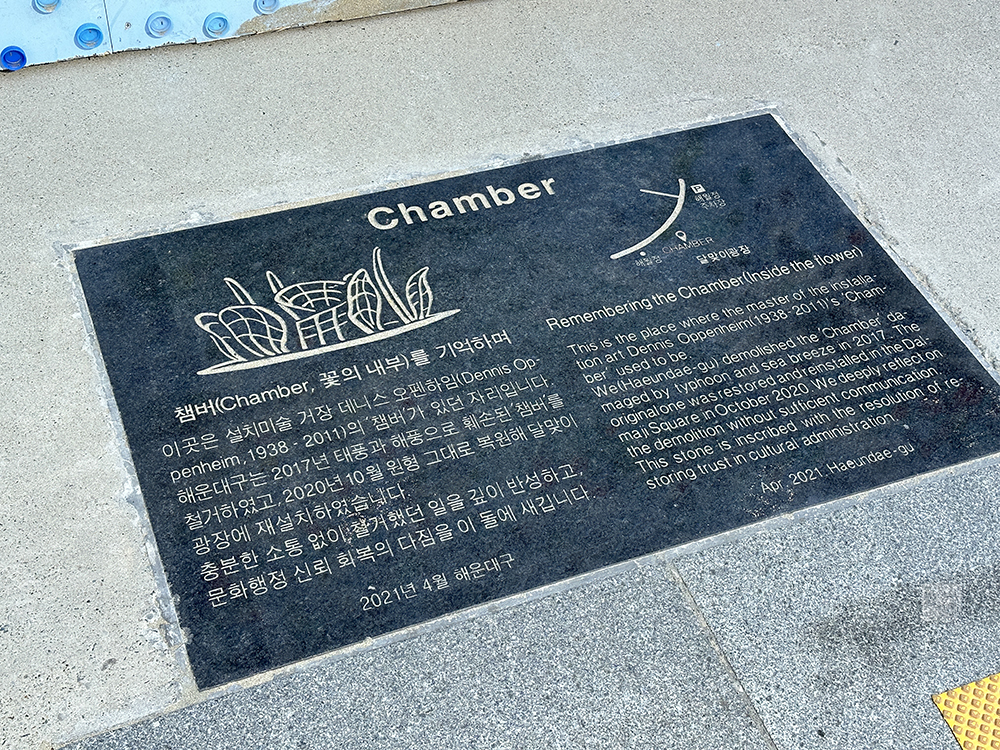 Chamber
P
해월정
주차장
CHAMBER
해월정
달맞이광장
챔버(Chamber, 꽃의 내부)를 기억하며
이곳은 설치미술 거장 데니스 오펜하임(Dennis Op-
penheim, 1938 - 2011)의 '챔버'가 있던 자리입니다.
해운대구는 2017년 태풍과 해풍으로 훼손된 '챔버'를
철거하였고, 2020년 10월 원형 그대로 복원해 달맞이
광장에 재설치하였습니다.
충분한 소통 없이 철거했던 일을 깊이 반성하고,
문화행정 신뢰 회복의 다짐을 이 돌에 새깁니다.
2021년 4월 해운대구
Remembering the Chamber(Inside the flower)
This is the place where the master of the installa-
tion art Dennis Oppenheim(1938-2011)'s 'Cham-
ber' used to be.
We(Haeundae-gu) demolished the 'Chamber' da-
maged by typhoon and sea breeze in 2017. The
original one was restored and reinstalled in the Dal-
maji Square in October 2020. We deeply reflect on
the demolition without sufficient communication.
This stone is inscribed with the resolution of re-
storing trust in cultural administration.
Apr. 2021 Haeundae-gu